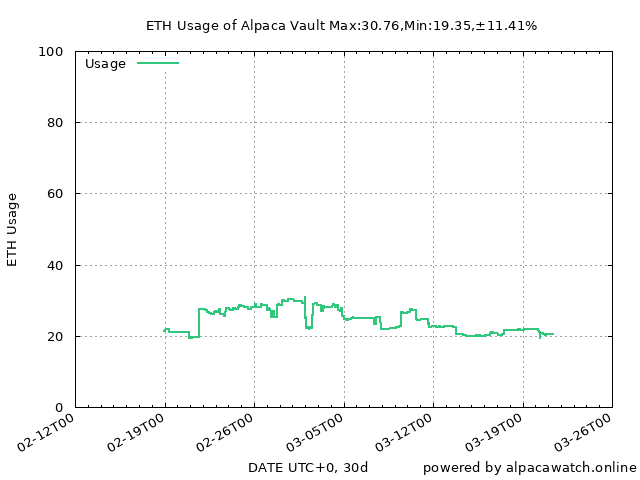 ETH Usage of Alpaca Vault Max:30.76,Min:19.35,±11.41%
Usage
100
80
60
40
20
0
ETH Usage
02-12T00
02-19T00
02-26T00
03-05T00
03-12T00
03-19T00
03-26T00
DATE UTC+0, 30d
powered by alpacawatch.online